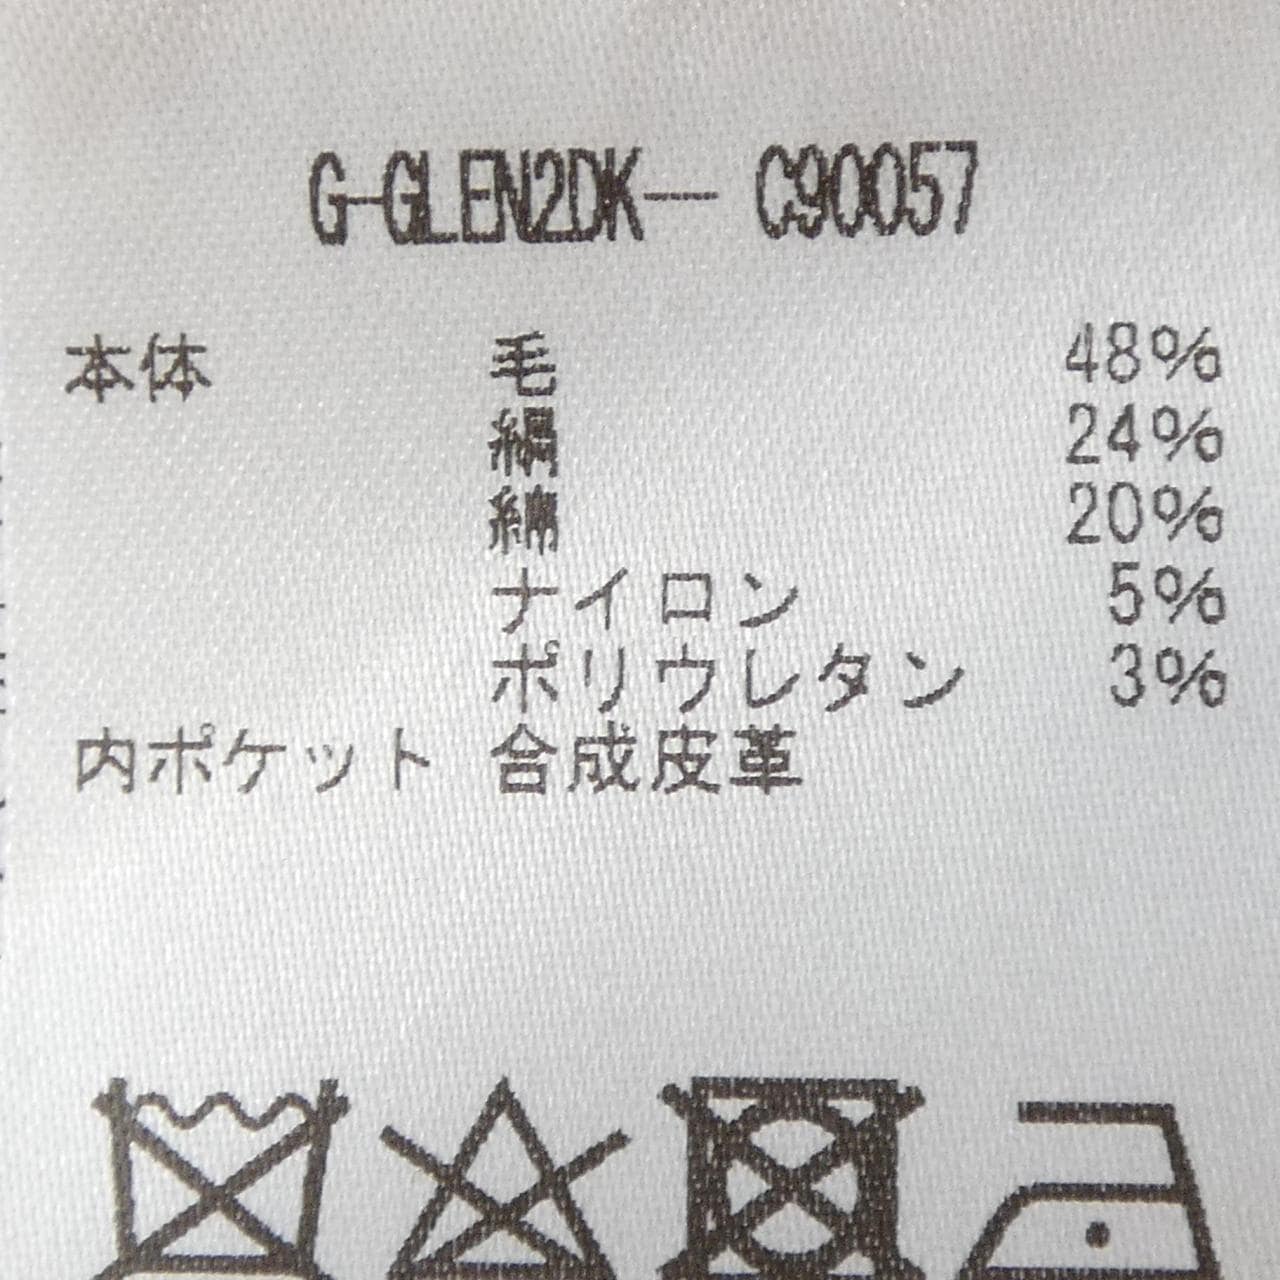 G-GLEN2DK-- C90057
本体 毛 48%
絹 24%
綿 20%
ナイロン 5%
ポリウレタン 3%
内ポケット 合成皮革